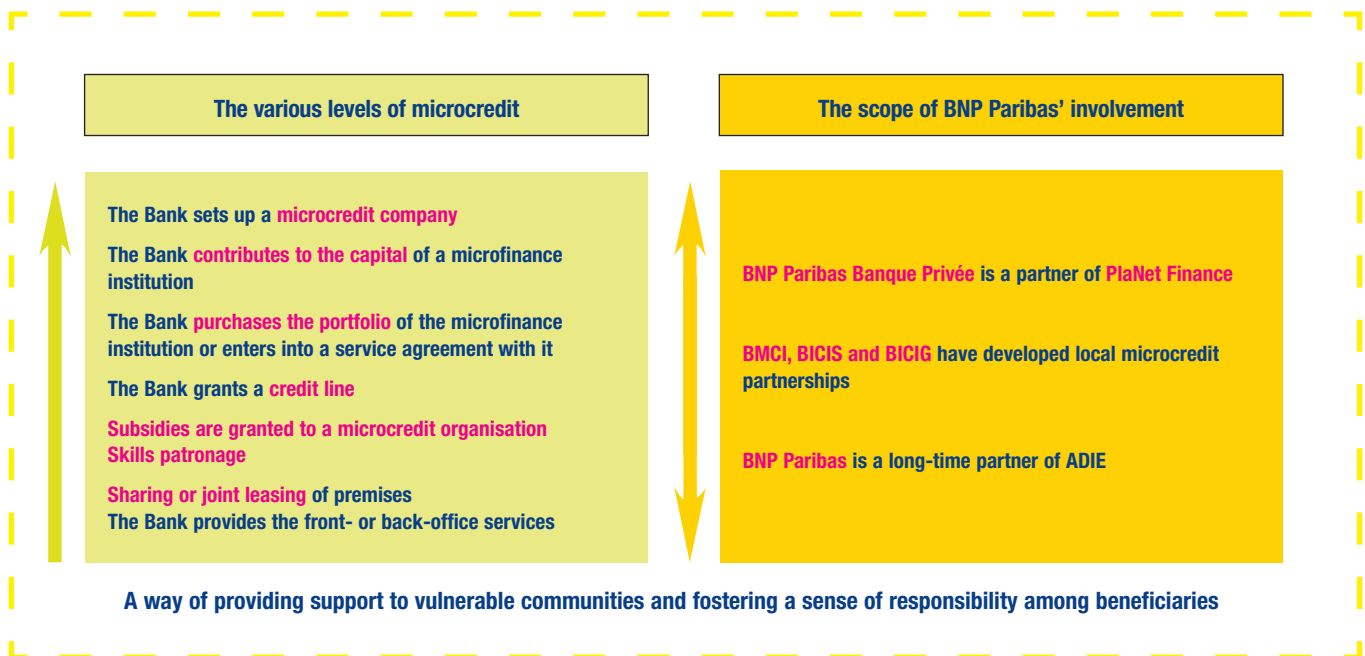 The various levels of microcredit
The Bank sets up a microcredit company
The Bank contributes to the capital of a microfinance
institution
The Bank purchases the portfolio of the microfinance
institution or enters into a service agreement with it
The Bank grants a credit line
Subsidies are granted to a microcredit organisation
Skills patronage
Sharing or joint leasing of premises
The Bank provides the front- or back-office services
The scope of BNP Paribas’ involvement
BNP Paribas Banque Privée is a partner of PlaNet Finance
BMCI, BICIS and BICIG have developed local microcredit
partnerships
BNP Paribas is a long-time partner of ADIE
A way of providing support to vulnerable communities and fostering a sense of responsibility among beneficiaries